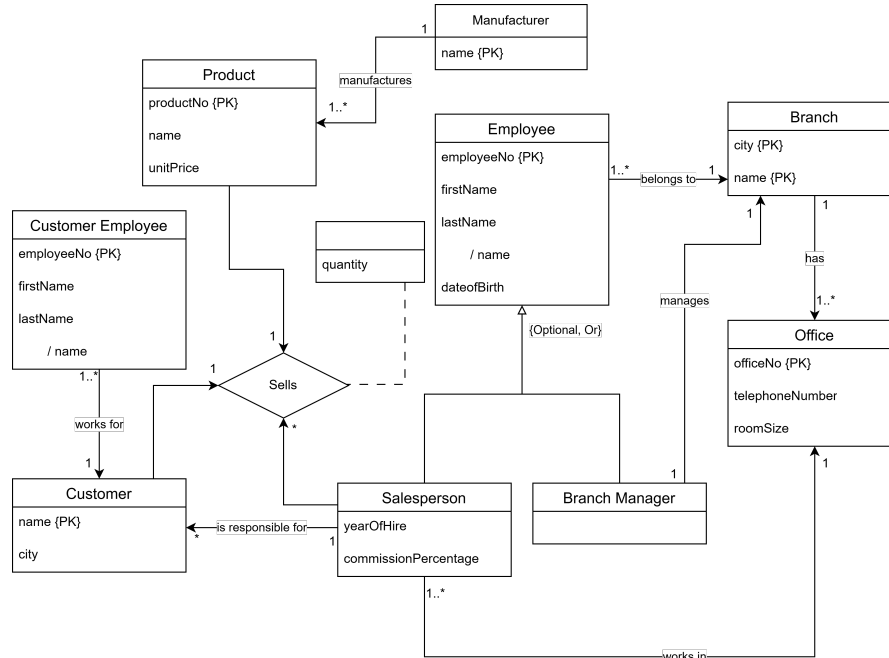 1
Manufacturer
name {PK}
manufactures
1..*
Product
productNo {PK}
name
unitPrice
Employee
employeeNo {PK}
firstName
lastName
/ name
dateofBirth
1..*
belongs to
1
Branch
city {PK}
name {PK}
1
1
has
1..*
manages
Customer Employee
employeeNo {PK}
firstName
lastName
/ name
quantity
{Optional, Or}
Office
officeNo {PK}
telephoneNumber
roomSize
1
1
Sells
*
1..*
works for
1
Customer
name {PK}
city
is responsible for
*
1
Salesperson
yearOfHire
commissionPercentage
1
Branch Manager
1
1..*
works in